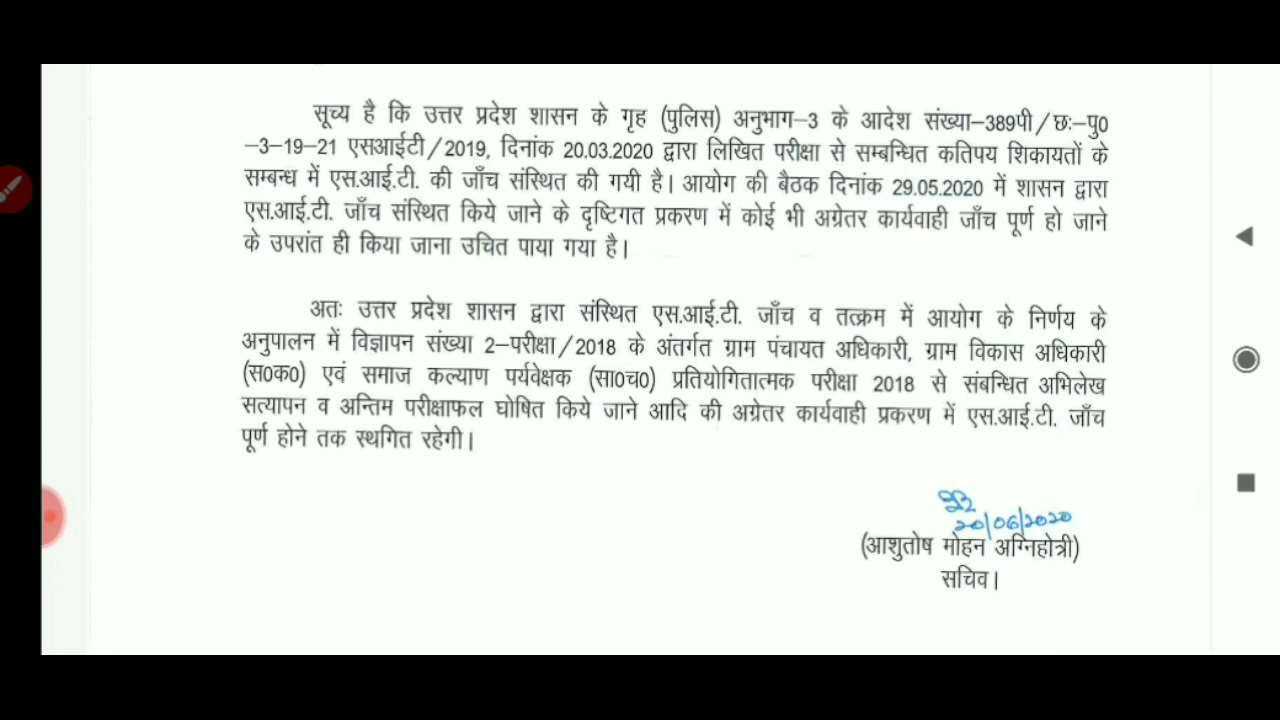 सूच्य है कि उत्तर प्रदेश शासन के गृह (पुलिस) अनुभाग-3 के आदेश संख्या-389पी/छः-पु0
-3-19-21 एसआईटी/2019, दिनांक 20.03.2020 द्वारा लिखित परीक्षा से सम्बन्धित कतिपय शिकायतों के
सम्बन्ध में एस.आई.टी. की जाँच संस्थित की गयी है। आयोग की बैठक दिनांक 29.05.2020 में शासन द्वारा
एस.आई.टी. जाँच संस्थित किये जाने के दृष्टिगत प्रकरण में कोई भी अग्रेतर कार्यवाही जाँच पूर्ण हो जाने
के उपरांत ही किया जाना उचित पाया गया है।
अतः उत्तर प्रदेश शासन द्वारा संस्थित एस.आई.टी. जाँच व तत्क्रम में आयोग के निर्णय के
अनुपालन में विज्ञापन संख्या 2-परीक्षा/2018 के अंतर्गत ग्राम पंचायत अधिकारी, ग्राम विकास अधिकारी
(स0क0) एवं समाज कल्याण पर्यवेक्षक (सा0च0) प्रतियोगितात्मक परीक्षा 2018 से संबन्धित अभिलेख
सत्यापन व अन्तिम परीक्षाफल घोषित किये जाने आदि की अग्रेतर कार्यवाही प्रकरण में एस.आई.टी. जाँच
पूर्ण होने तक स्थगित रहेगी।
20/06/2020
(आशुतोष मोहन अग्निहोत्री)
सचिव।